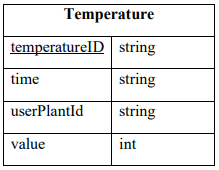 Temperature
temperatureID string
time string
userPlantId string
value int